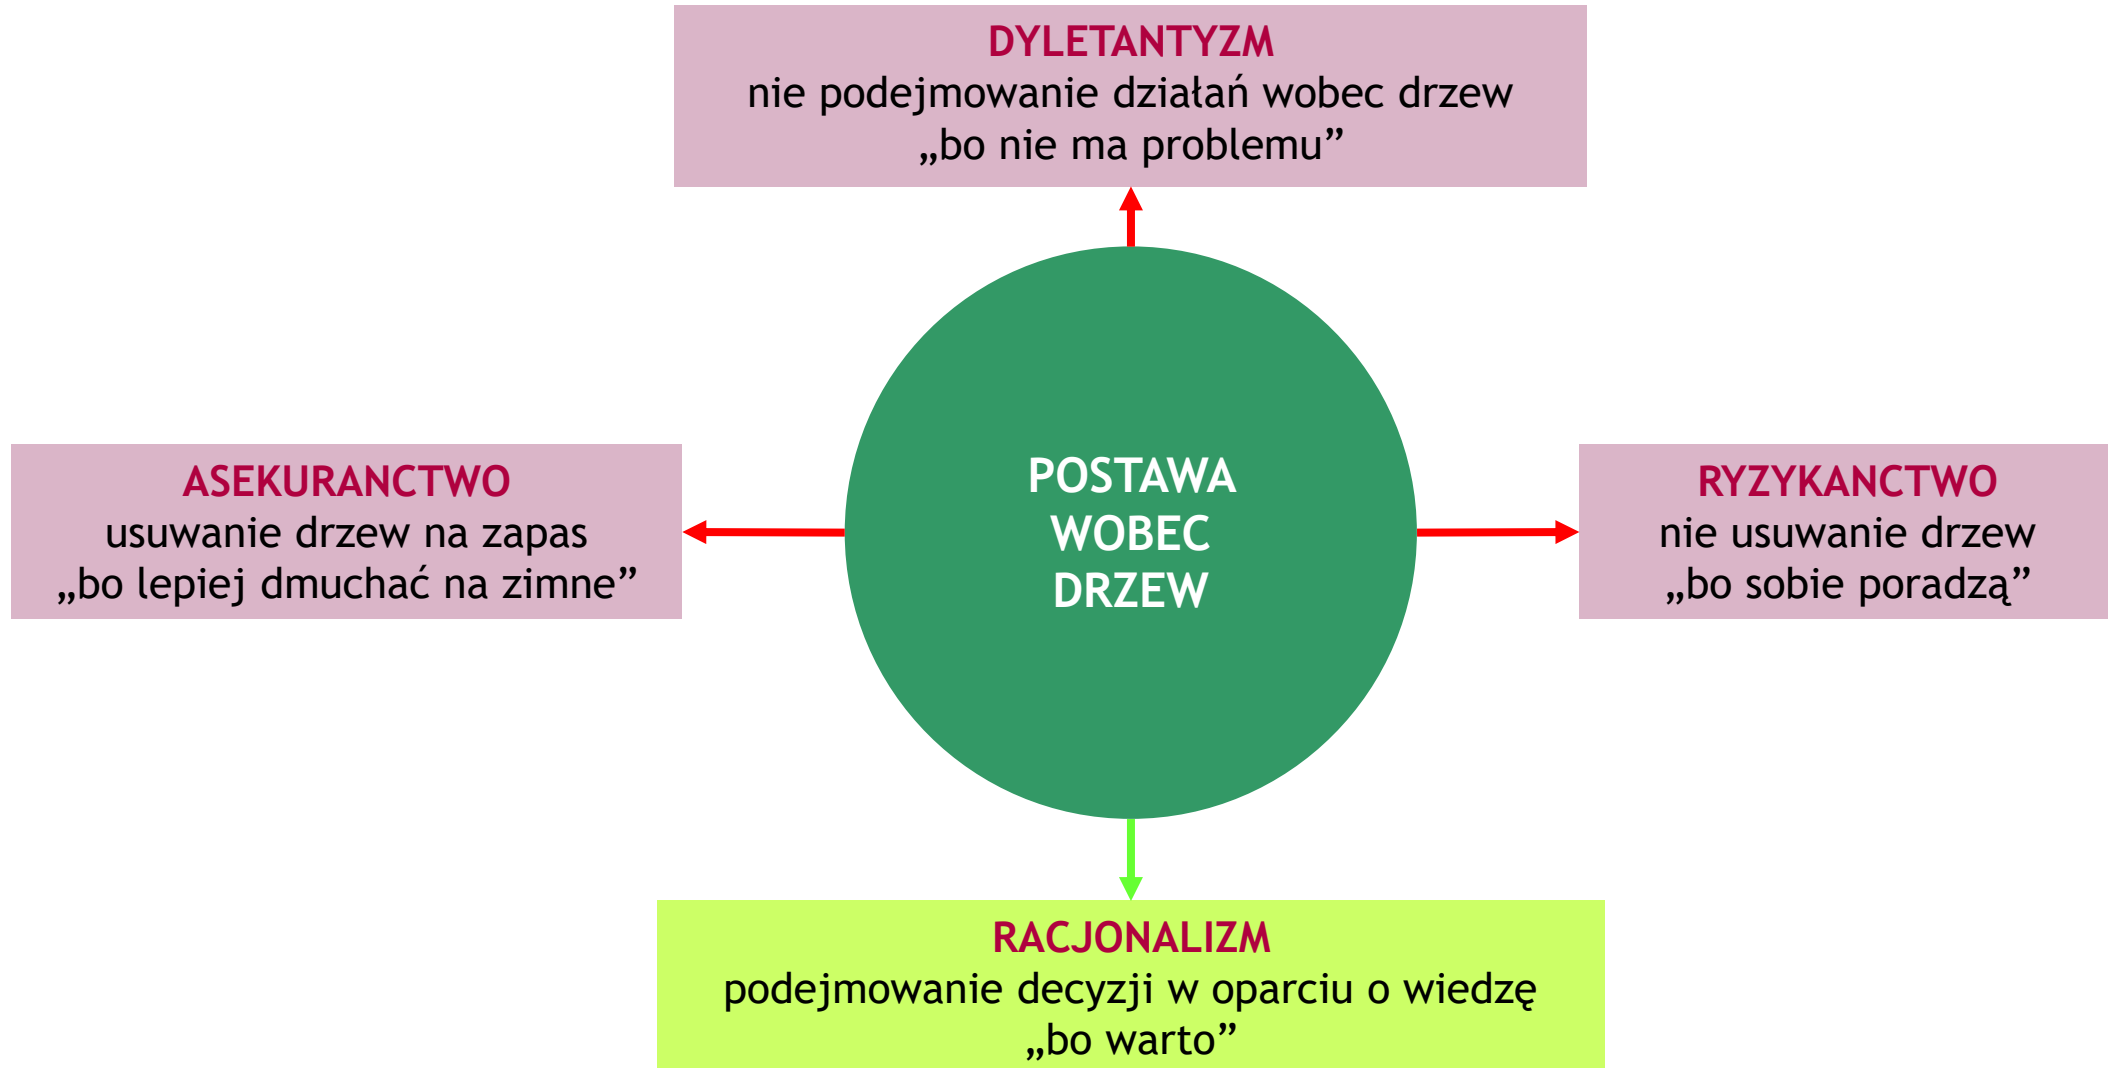 DYLETANTYZM
nie podejmowanie działań wobec drzew
„bo nie ma problemu”
ASEKURANCTWO
usuwanie drzew na zapas
„bo lepiej dmuchać na zimne”
POSTAWA
WOBEC
DRZEW
RYZYKANCTWO
nie usuwanie drzew
„bo sobie poradzą”
RACJONALIZM
podejmowanie decyzji w oparciu o wiedzę
„bo warto”